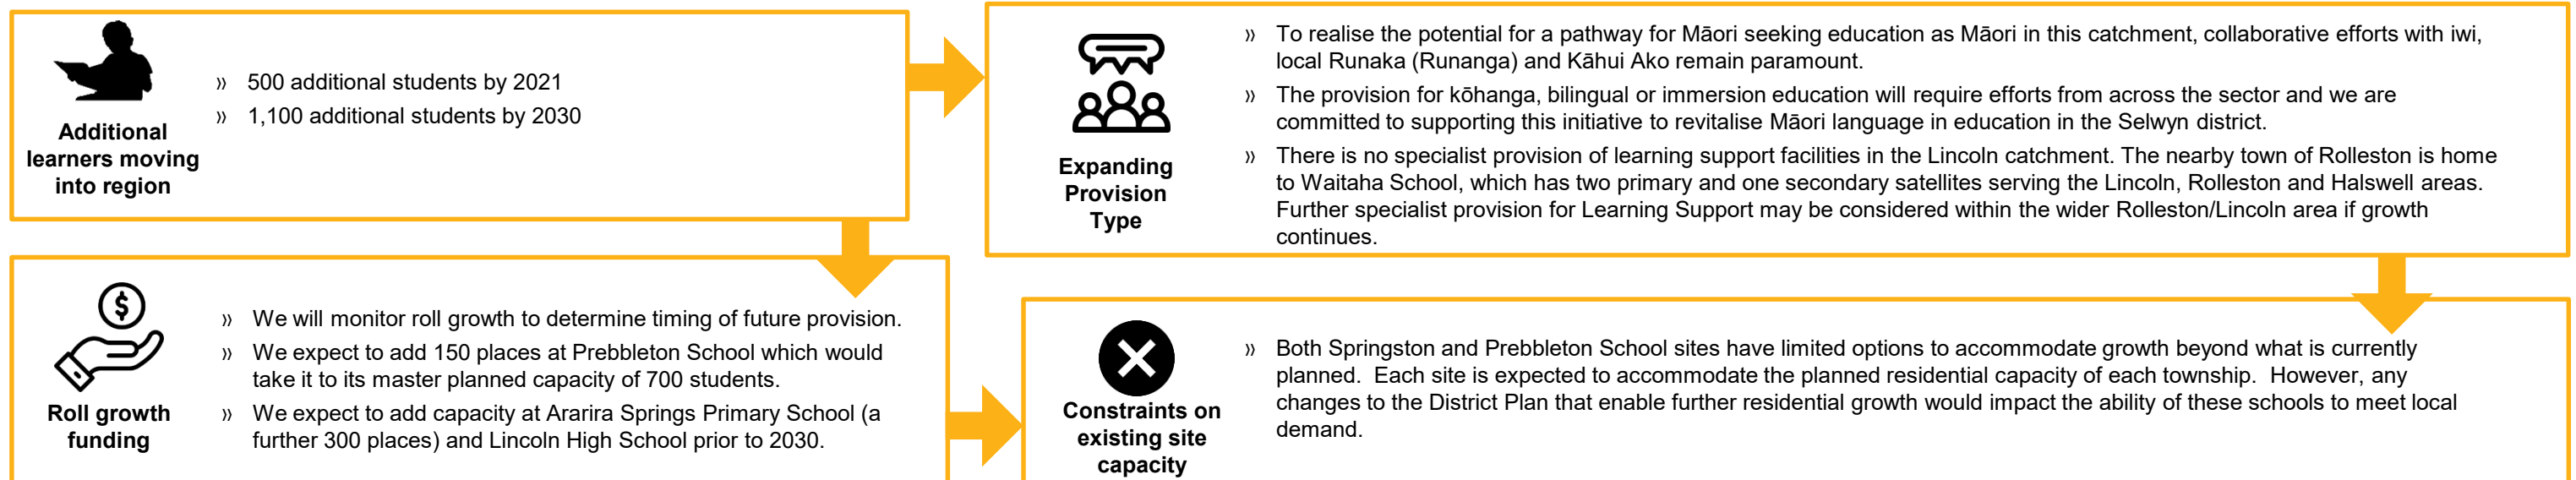 Additional
learners moving
into region
» 500 additional students by 2021
» 1,100 additional students by 2030
Expanding
Provision
Type
» To realise the potential for a pathway for Māori seeking education as Māori in this catchment, collaborative efforts with iwi,
local Runaka (Runanga) and Kāhui Ako remain paramount.
» The provision for kōhanga, bilingual or immersion education will require efforts from across the sector and we are
committed to supporting this initiative to revitalise Māori language in education in the Selwyn district.
» There is no specialist provision of learning support facilities in the Lincoln catchment. The nearby town of Rolleston is home
to Waitaha School, which has two primary and one secondary satellites serving the Lincoln, Rolleston and Halswell areas.
Further specialist provision for Learning Support may be considered within the wider Rolleston/Lincoln area if growth
continues.
$
Roll growth
funding
» We will monitor roll growth to determine timing of future provision.
» We expect to add 150 places at Prebbleton School which would
take it to its master planned capacity of 700 students.
» We expect to add capacity at Ararira Springs Primary School (a
further 300 places) and Lincoln High School prior to 2030.
Constraints on
existing site
capacity
» Both Springston and Prebbleton School sites have limited options to accommodate growth beyond what is currently
planned. Each site is expected to accommodate the planned residential capacity of each township. However, any
changes to the District Plan that enable further residential growth would impact the ability of these schools to meet local
demand.